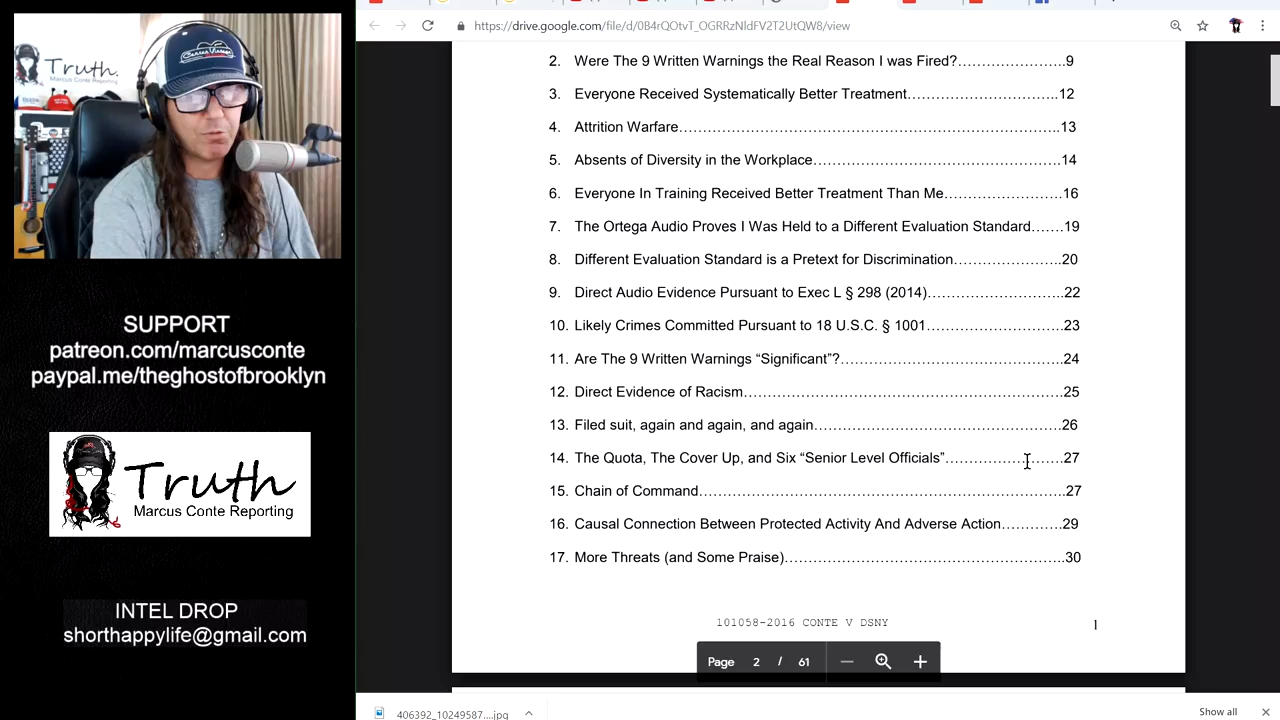 https://drive.google.com/file/d/0B4rQOtvT_OGRRzNldFV2T2UtQW8/view
Truth.
MARCUS CONTE
2. Were The 9 Written Warnings the Real Reason I was Fired?…………………..9
3. Everyone Received Systematically Better Treatment…………………………..12
4. Attrition Warfare………………………………………………………………..13
5. Absents of Diversity in the Workplace………………………………………….14
6. Everyone In Training Received Better Treatment Than Me…………………….16
7. The Ortega Audio Proves I Was Held to a Different Evaluation Standard…….19
8. Different Evaluation Standard is a Pretext for Discrimination…………………..20
9. Direct Audio Evidence Pursuant to Exec L § 298 (2014)……………………..22
10. Likely Crimes Committed Pursuant to 18 U.S.C. § 1001……………………..23
11. Are The 9 Written Warnings “Significant”?…………………………………….24
12. Direct Evidence of Racism……………………………………………………..25
13. Filed suit, again and again, and again…………………………………………..26
14. The Quota, The Cover Up, and Six “Senior Level Officials”…………………….27
15. Chain of Command……………………………………………………………..27
16. Causal Connection Between Protected Activity And Adverse Action………….29
17. More Threats (and Some Praise)……………………………………………..30
101058-2016 CONTE V DSNY
1
Page 2 / 61
SUPPORT
patreon.com/marcusconte
paypal.me/theghostofbrooklyn
Truth
Marcus Conte Reporting
INTEL DROP
shorthappylife@gmail.com
406392_10249587....jpg
Show all